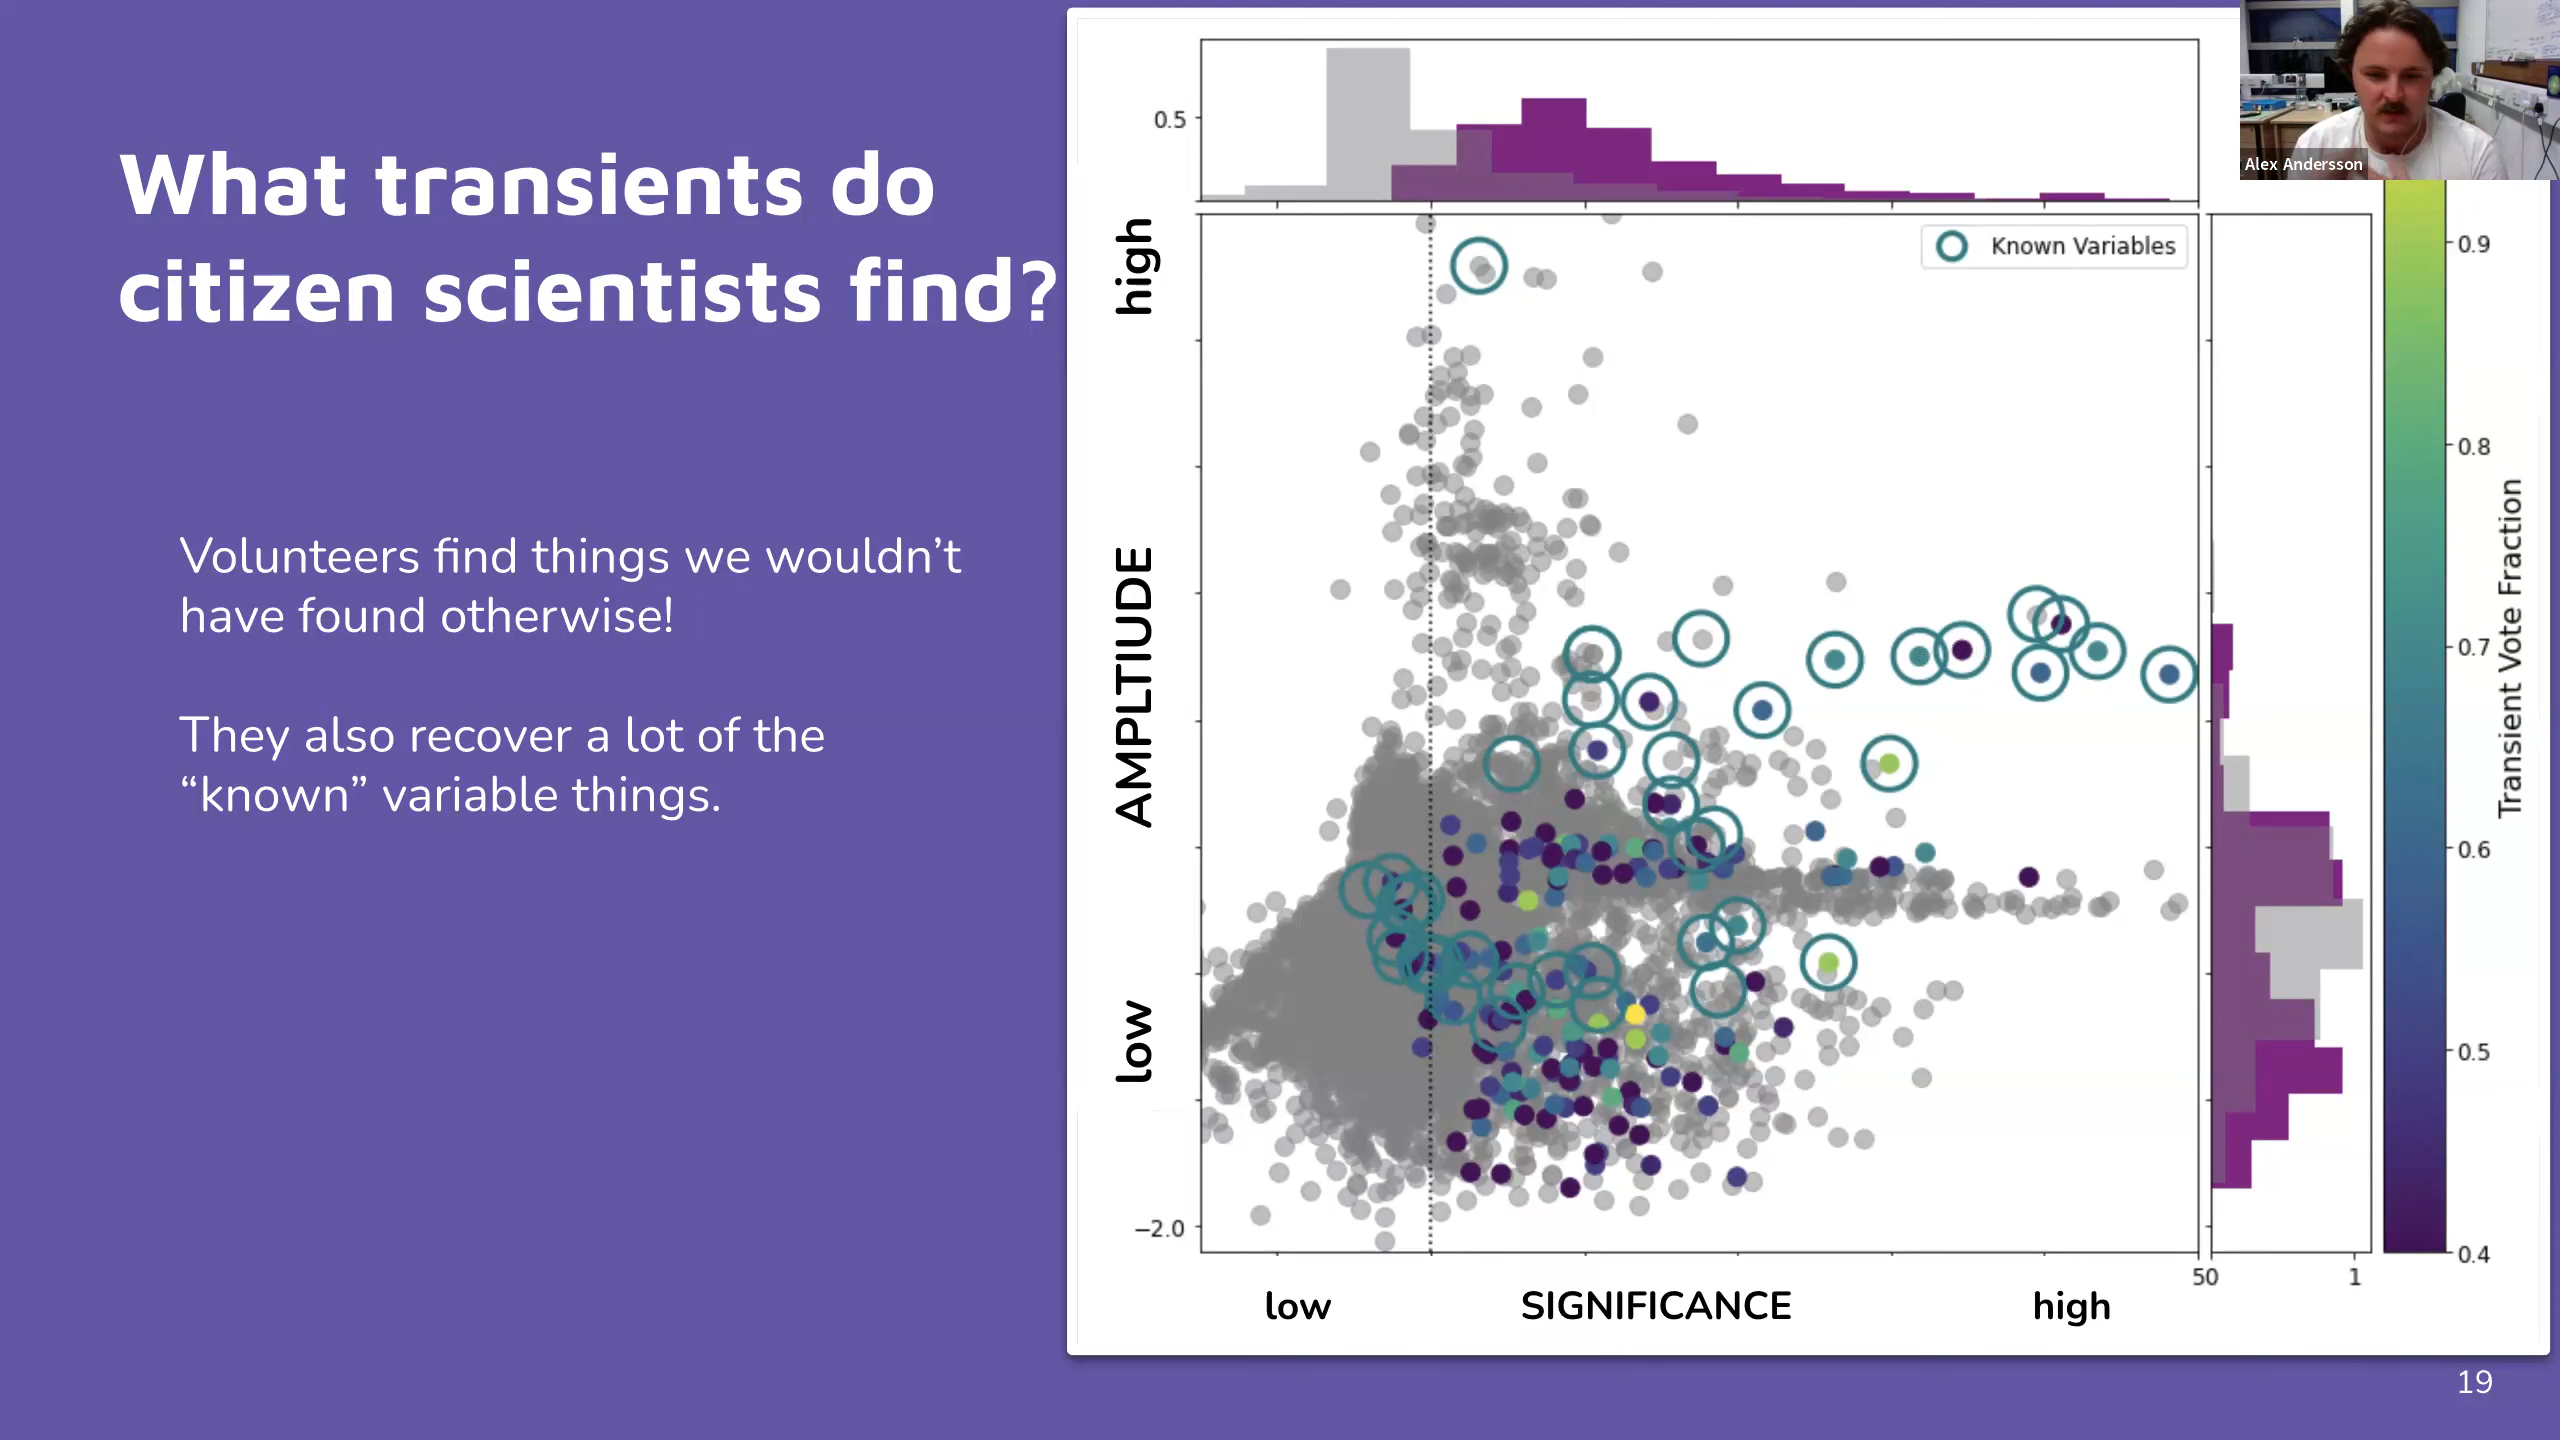 What transients do
citizen scientists find?
Volunteers find things we wouldn’t
have found otherwise!
They also recover a lot of the
“known” variable things.
0.5
high
AMPLTIUDE
low
−2.0
Known Variables
low
SIGNIFICANCE
high
50
1
0.9
0.8
0.7
0.6
0.5
0.4
Transient Vote Fraction
Alex Andersson
19